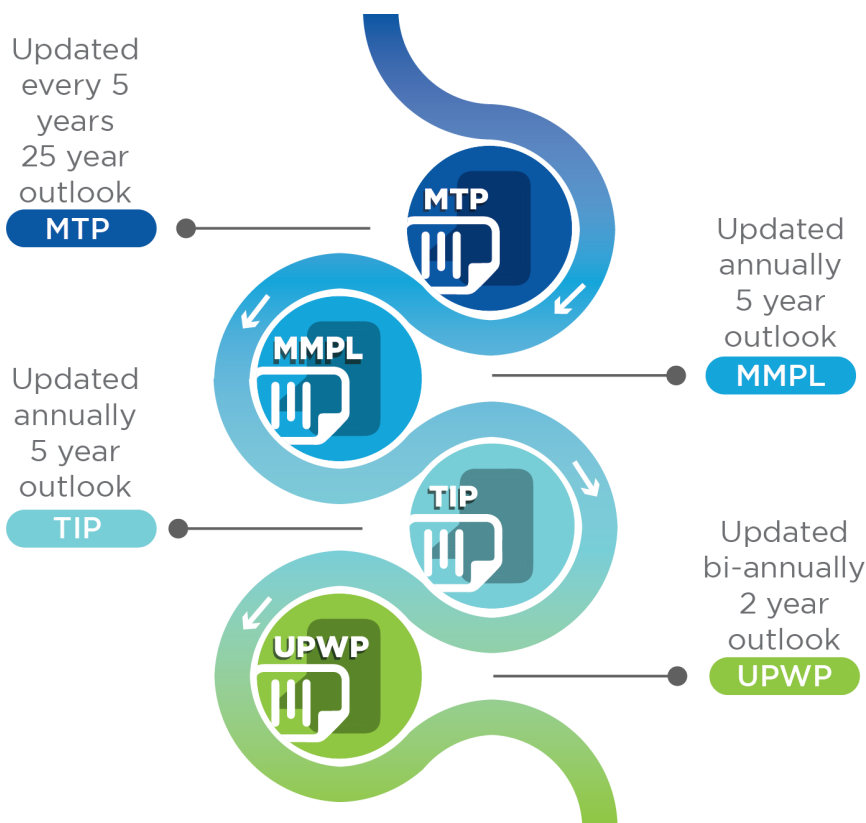 Updated
every 5
years
25 year
outlook
MTP
MTP
Updated
annually
5 year
outlook
MMPL
MMPL
Updated
annually
5 year
outlook
TIP
TIP
Updated
bi-annually
2 year
outlook
UPWP
UPWP